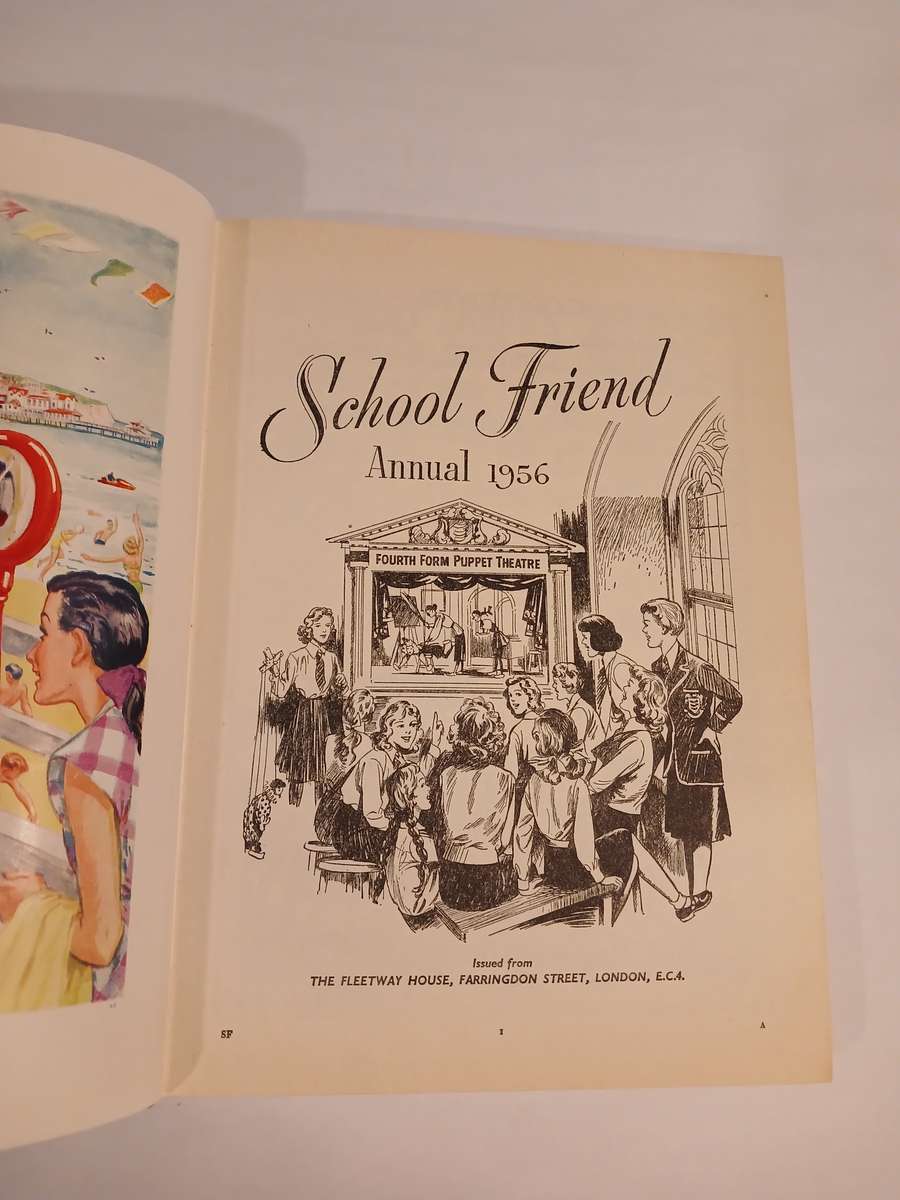 School Friend
Annual 1956
FOURTH FORM PUPPET THEATRE
Issued from
THE FLEETWAY HOUSE, FARRINGDON STREET, LONDON, E.C.4.
SF 1 A